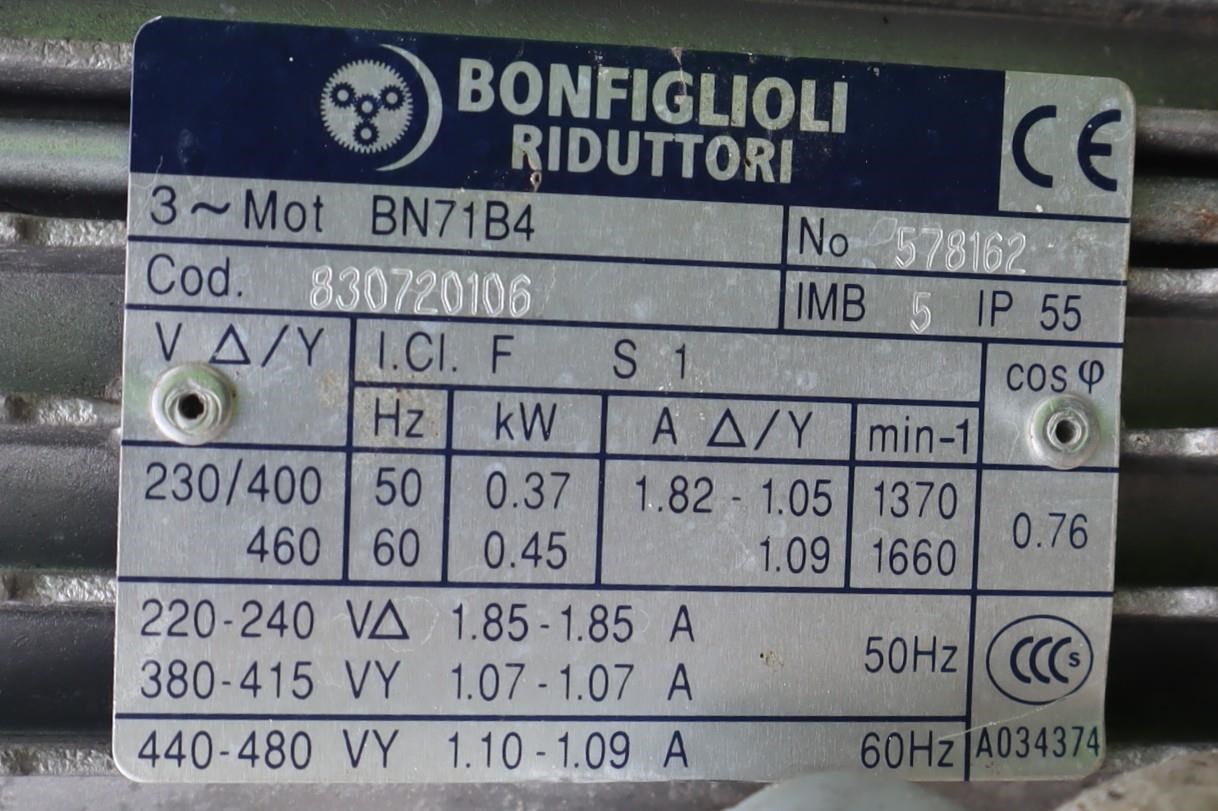 BONFIGLIOLI
RIDUTTORI
CE
3~Mot BN71B4
No 578162
Cod. 830720106
IMB 5 IP 55
V Δ/Y
I.Cl. F S 1
cos φ
Hz kW A Δ/Y min-1
230/400 50 0.37 1.82 - 1.05 1370
0.76
460 60 0.45 1.09 1660
220-240 VΔ 1.85-1.85 A
50Hz
380-415 VY 1.07-1.07 A
CCC S
440-480 VY 1.10-1.09 A 60Hz
A034374